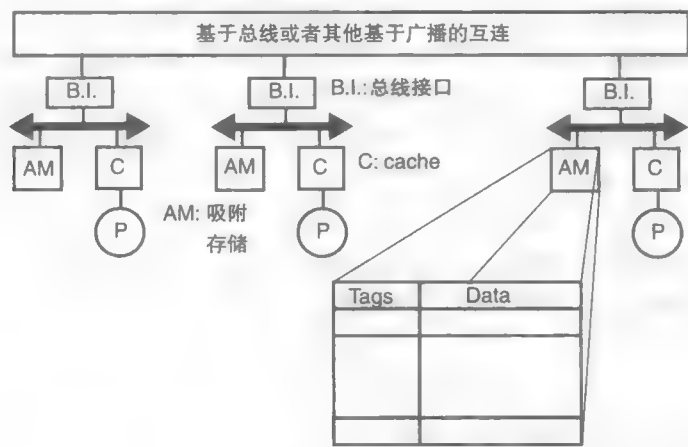 基于总线或者其他基于广播的互连
B.I.
B.I.
B.I.:总线接口
B.I.
AM
C
AM
C
C: cache
AM
C
P
AM: 吸附
存储
P
P
Tags
Data